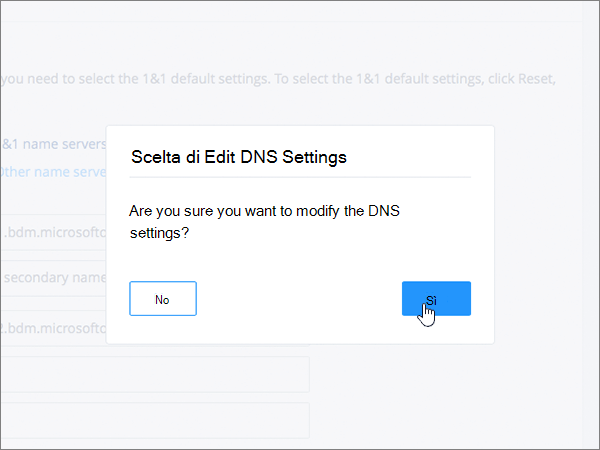 you need to select the 1&1 default settings. To select the 1&1 default settings, click Reset,
&1 name servers
Other name serve
Scelta di Edit DNS Settings
Are you sure you want to modify the DNS
settings?
.bdm.microsofto
secondary name
No
Sì
2.bdm.microsofto